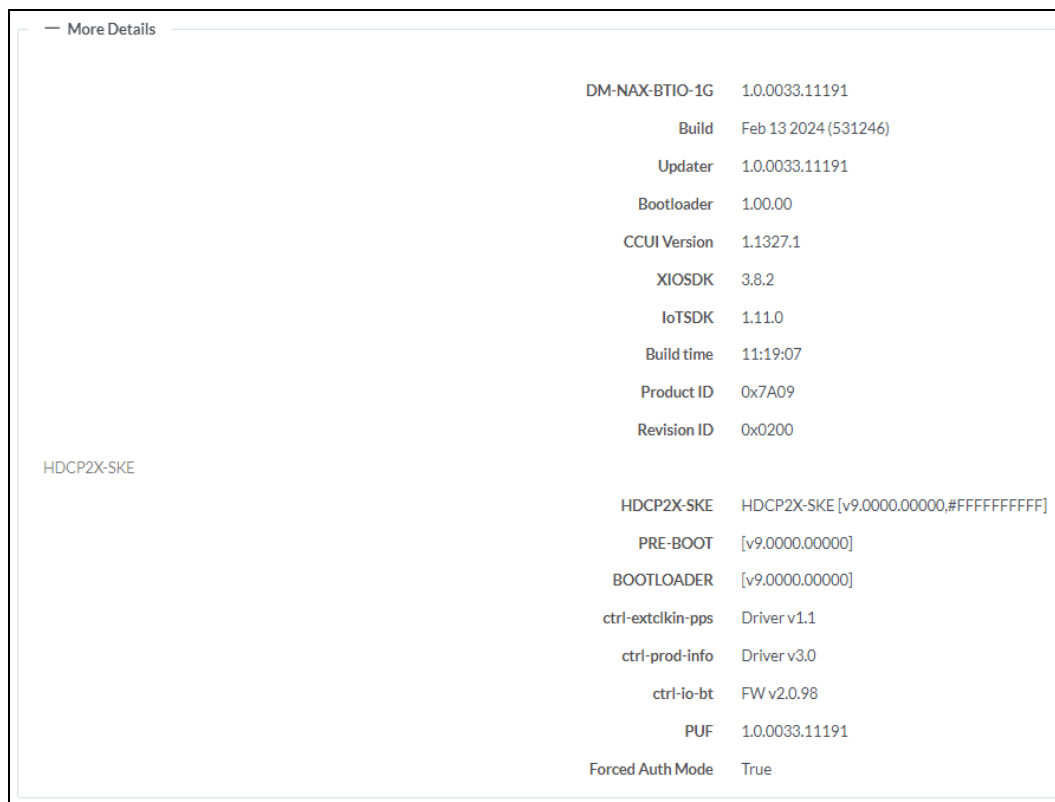 — More Details
DM-NAX-BTIO-1G 1.0.0033.11191
Build Feb 13 2024 (531246)
Updater 1.0.0033.11191
Bootloader 1.00.00
CCUI Version 1.1327.1
XIOSDK 3.8.2
IoTSDK 1.11.0
Build time 11:19:07
Product ID 0x7A09
Revision ID 0x0200
HDCP2X-SKE
HDCP2X-SKE HDCP2X-SKE [v9.0000.00000,#FFFFFFFFFF]
PRE-BOOT [v9.0000.00000]
BOOTLOADER [v9.0000.00000]
ctrl-extclkin-pps Driver v1.1
ctrl-prod-info Driver v3.0
ctrl-io-bt FW v2.0.98
PUF 1.0.0033.11191
Forced Auth Mode True